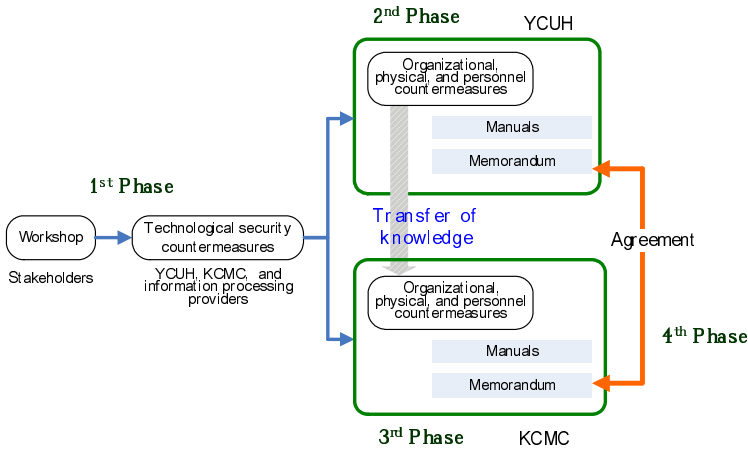 2nd Phase
YCUH
Organizational,
physical, and personnel
countermeasures
Manuals
Memorandum
1st Phase
Workshop
Stakeholders
Technological security
countermeasures
YCUH, KCMC, and
information processing
providers
Transfer of
knowledge
Agreement
Organizational,
physical, and personnel
countermeasures
Manuals
Memorandum
4th Phase
3rd Phase
KCMC